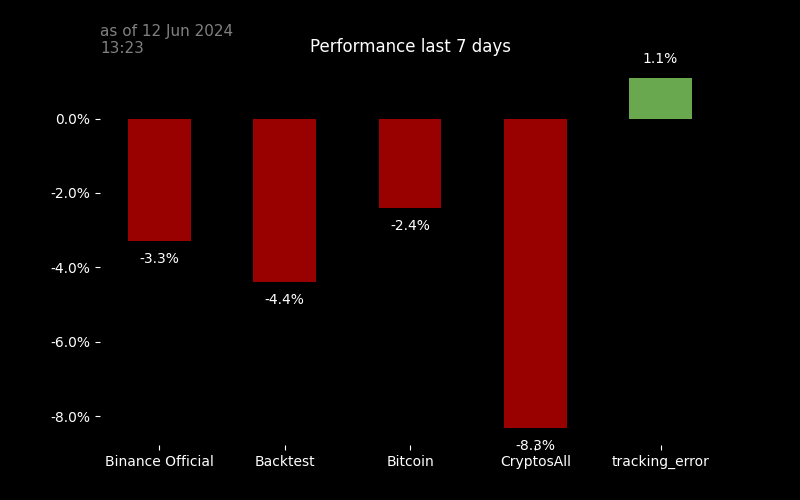 as of 12 Jun 2024
13:23
Performance last 7 days
1.1%
0.0%
-2.0%
-2.4%
-3.3%
-4.0%
-4.4%
-6.0%
-8.0%
-8.3%
Binance Official
Backtest
Bitcoin
CryptosAll
tracking_error